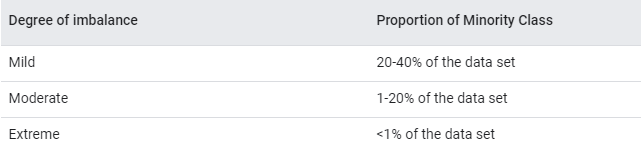 Degree of imbalance Proportion of Minority Class
Mild 20-40% of the data set
Moderate 1-20% of the data set
Extreme <1% of the data set